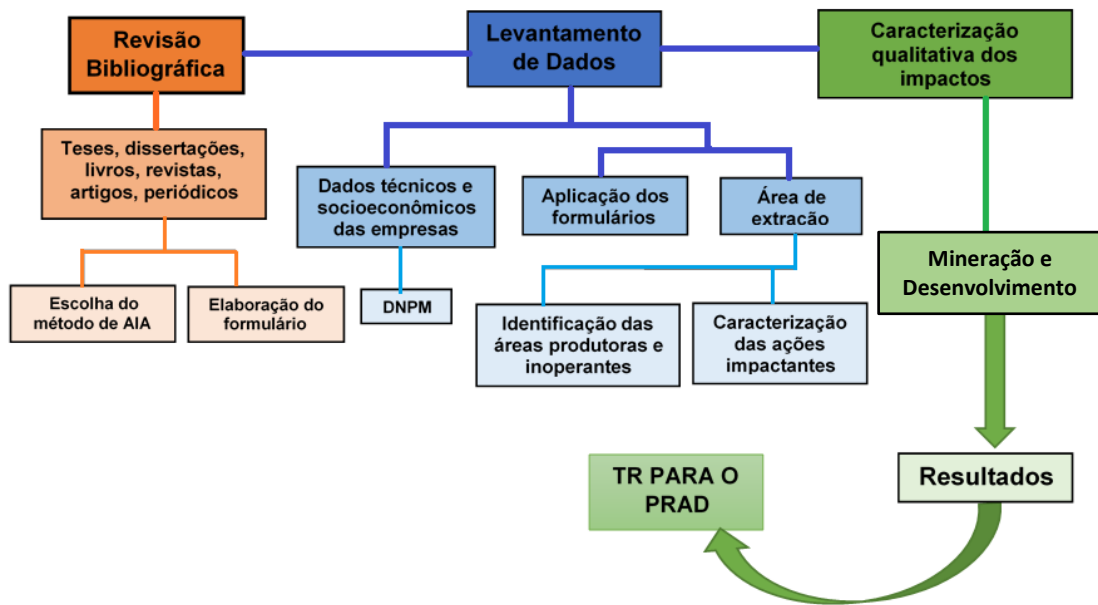 Revisão
Bibliográfica
Levantamento
de Dados
Caracterização
qualitativa dos
impactos
Teses, dissertações,
livros, revistas,
artigos, periódicos
Dados técnicos e
socioeconômicos
das empresas
Aplicação dos
formulários
Área de
extracão
Mineração e
Desenvolvimento
Escolha do
método de AIA
Elaboração do
formulário
DNPM
Identificação das
áreas produtoras e
inoperantes
Caracterização
das ações
impactantes
TR PARA O
PRAD
Resultados